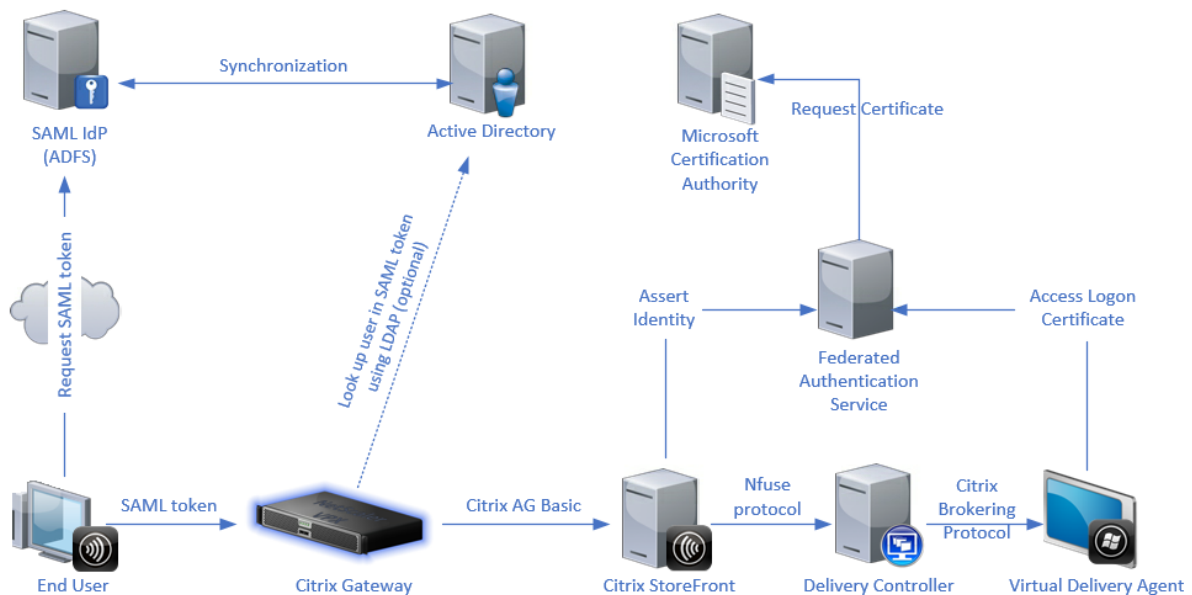 Synchronization
SAML IdP
(ADFS)
Active Directory
Request Certificate
Microsoft
Certification
Authority
Request SAML token
Look up user in SAML token
using LDAP (optional)
Assert
Identity
Access Logon
Certificate
Federated
Authentication
Service
SAML token
Citrix AG Basic
Nfuse
protocol
Citrix
Brokering
Protocol
End User
Citrix Gateway
Citrix StoreFront
Delivery Controller
Virtual Delivery Agent